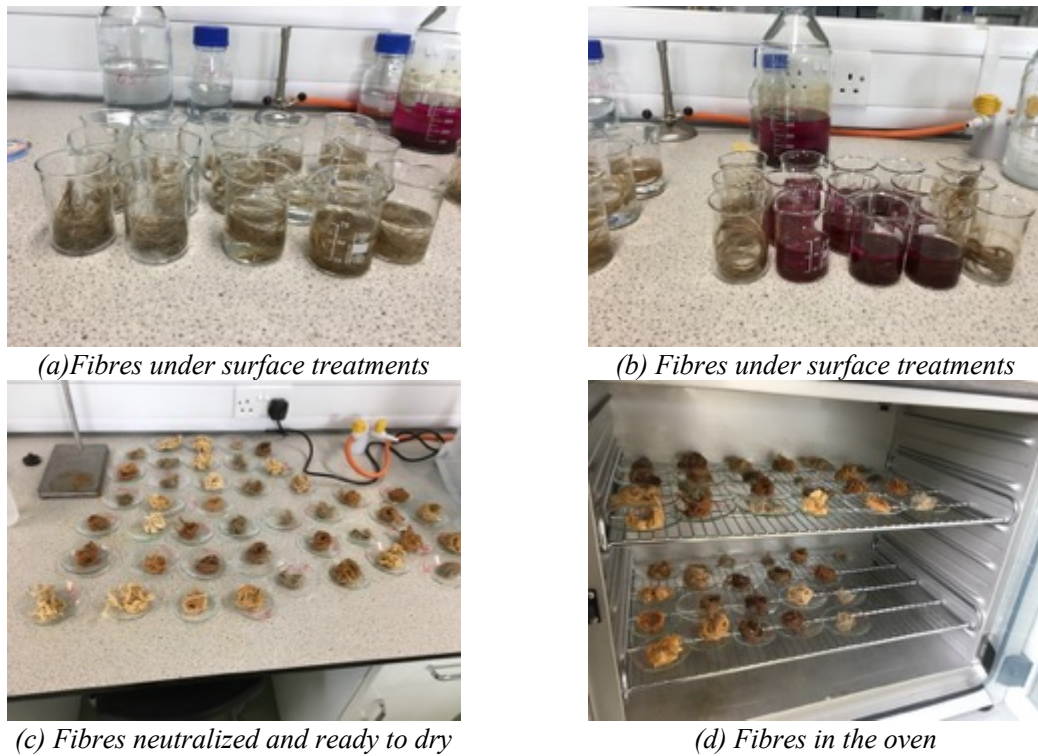 (a)Fibres under surface treatments
(b) Fibres under surface treatments
(c) Fibres neutralized and ready to dry
(d) Fibres in the oven